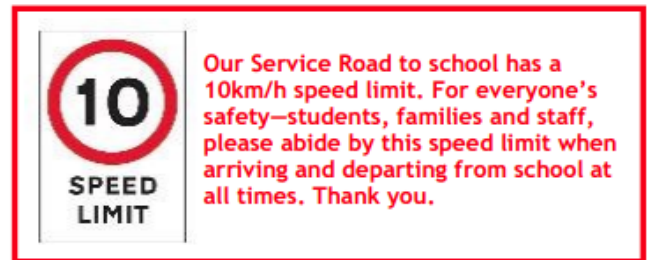 10
SPEED
LIMIT
Our Service Road to school has a
10km/h speed limit. For everyone's
safety—students, families and staff,
please abide by this speed limit when
arriving and departing from school at
all times. Thank you.